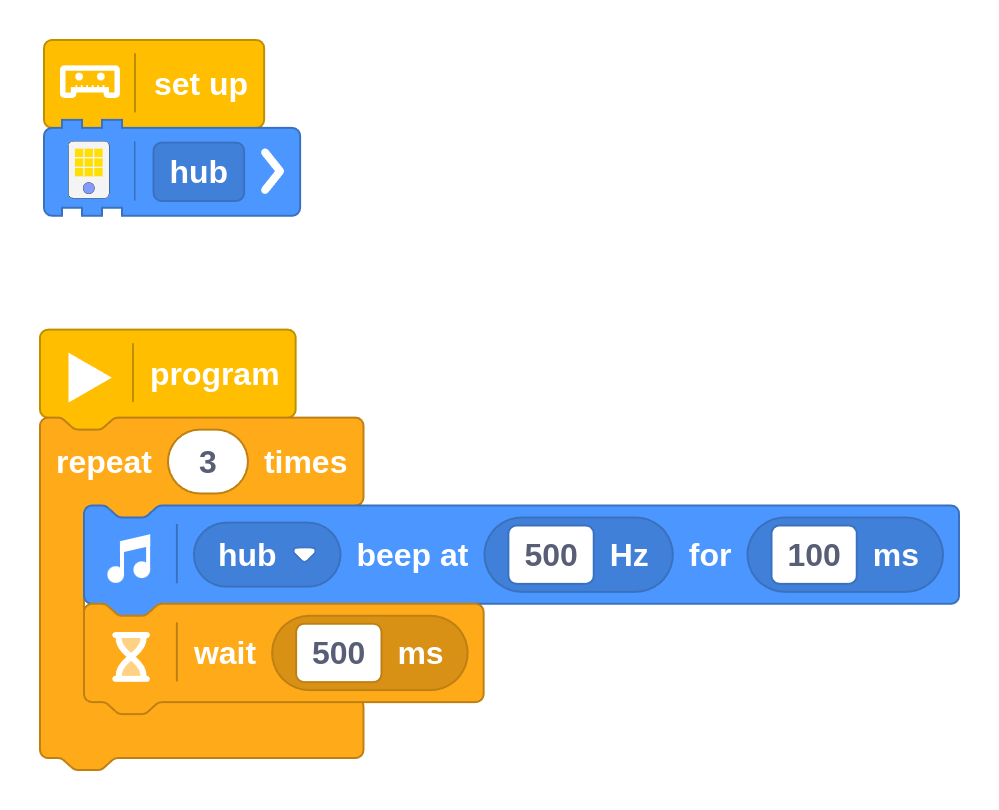 set up
hub
program
repeat 3 times
hub beep at 500 Hz for 100 ms
wait 500 ms